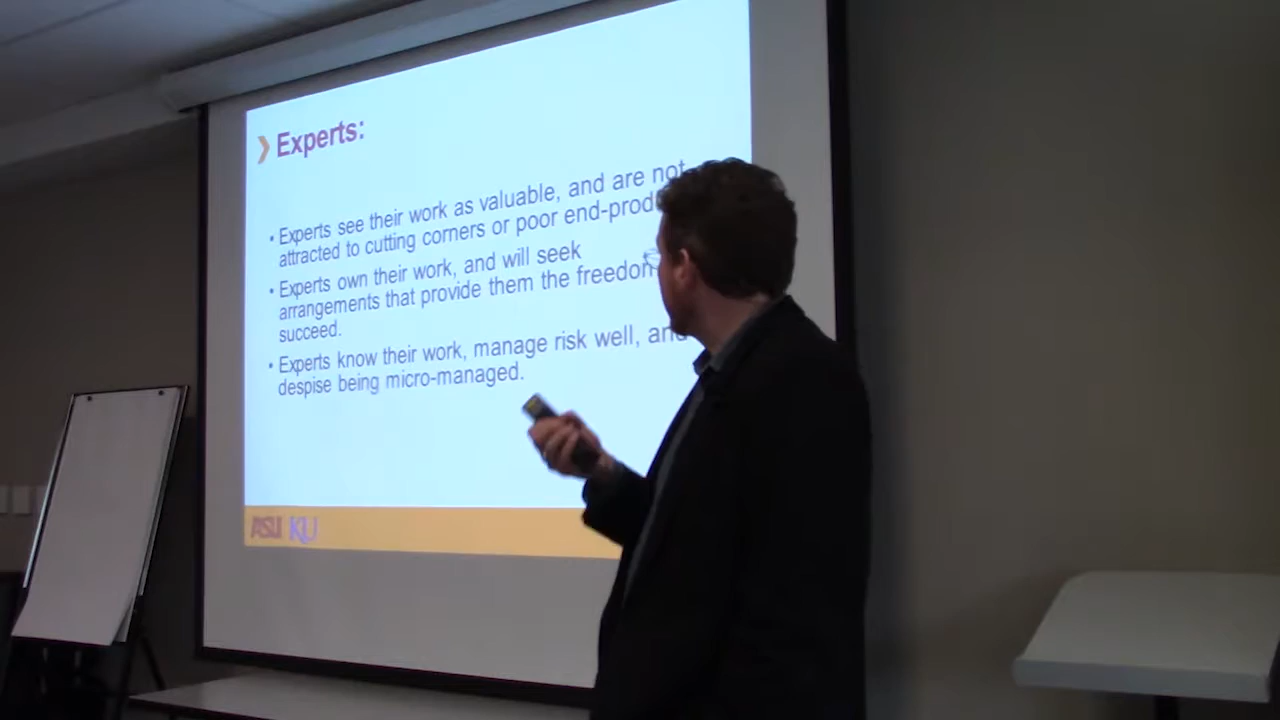 Experts:
• Experts see their work as valuable, and are not
attracted to cutting corners or poor end-prod
• Experts own their work, and will seek
arrangements that provide them the freedom
succeed.
• Experts know their work, manage risk well, and
despise being micro-managed.
ASU KU